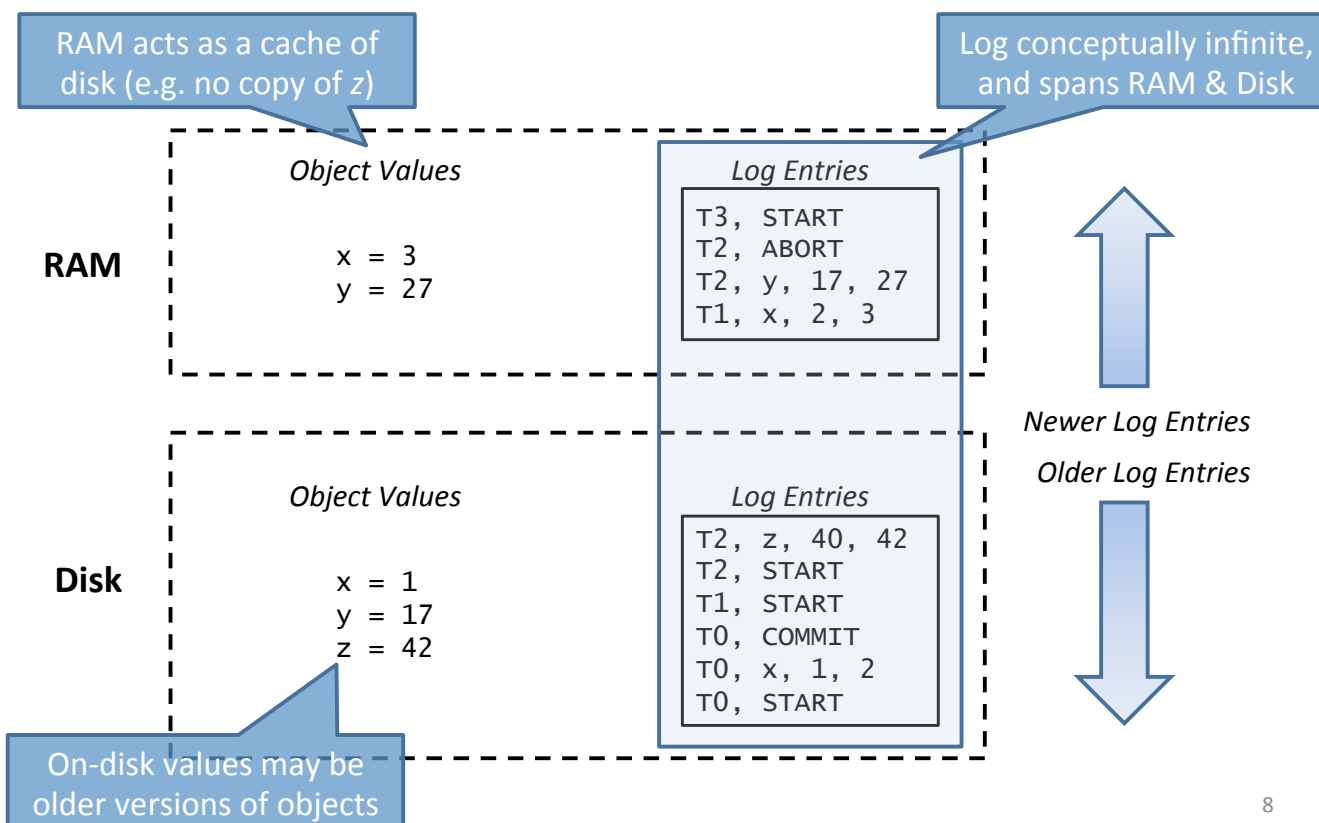 RAM acts as a cache of
disk (e.g. no copy of z)
Log conceptually infinite,
and spans RAM & Disk
RAM
Object Values
x = 3
y = 27
Log Entries
T3, START
T2, ABORT
T2, y, 17, 27
T1, x, 2, 3
Newer Log Entries
Older Log Entries
Disk
Object Values
x = 1
y = 17
z = 42
Log Entries
T2, z, 40, 42
T2, START
T1, START
T0, COMMIT
T0, x, 1, 2
T0, START
On-disk values may be
older versions of objects
8